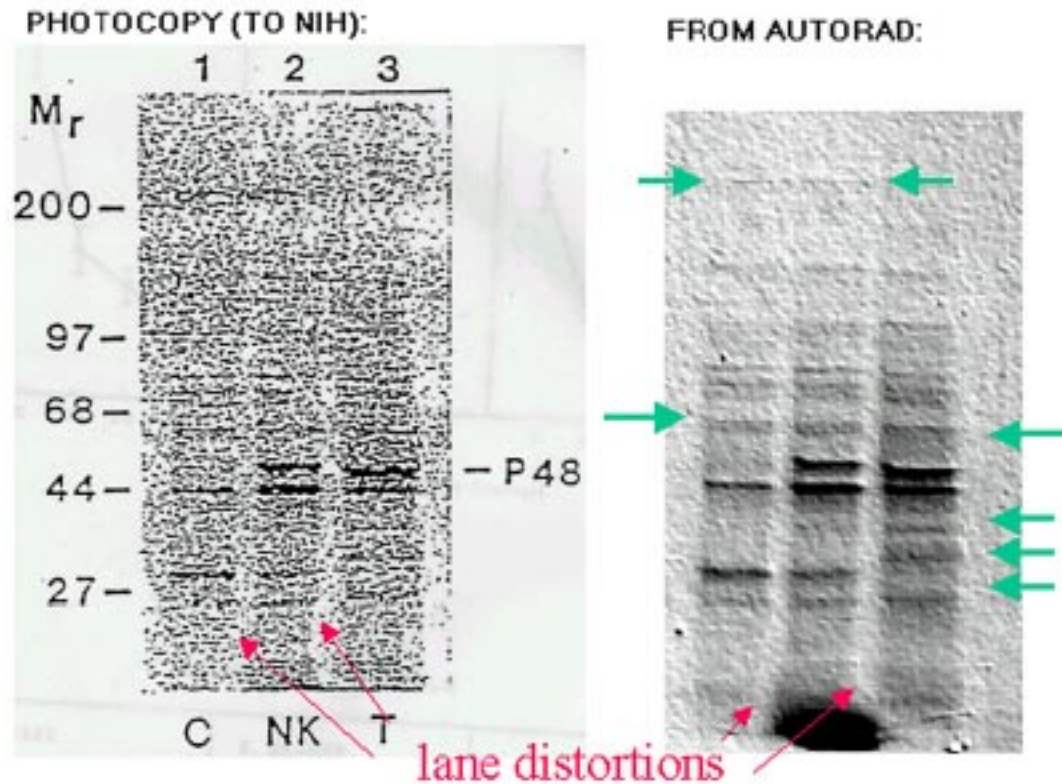 PHOTOCOPY (TO NIH):
FROM AUTORAD:
1 2 3
Mr
200
97
68
P48
44
27
C NK T
lane distortions